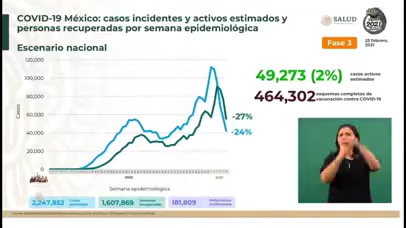 COVID-19 México: casos incidentes y activos estimados y
personas recuperadas por semana epidemiológica
SALUD
2021
Fase 3
23 febrero,
2021
Escenario nacional
120,000
100,000
80,000
60,000
40,000
20,000
0
Casos
-27%
-24%
2020
2021
Semana epidemiológica
49,273 (2%)
casos activos
estimados
464,302
esquemas completos de
vacunación contra COVID-19
2,247,852
1,607,869
181,809